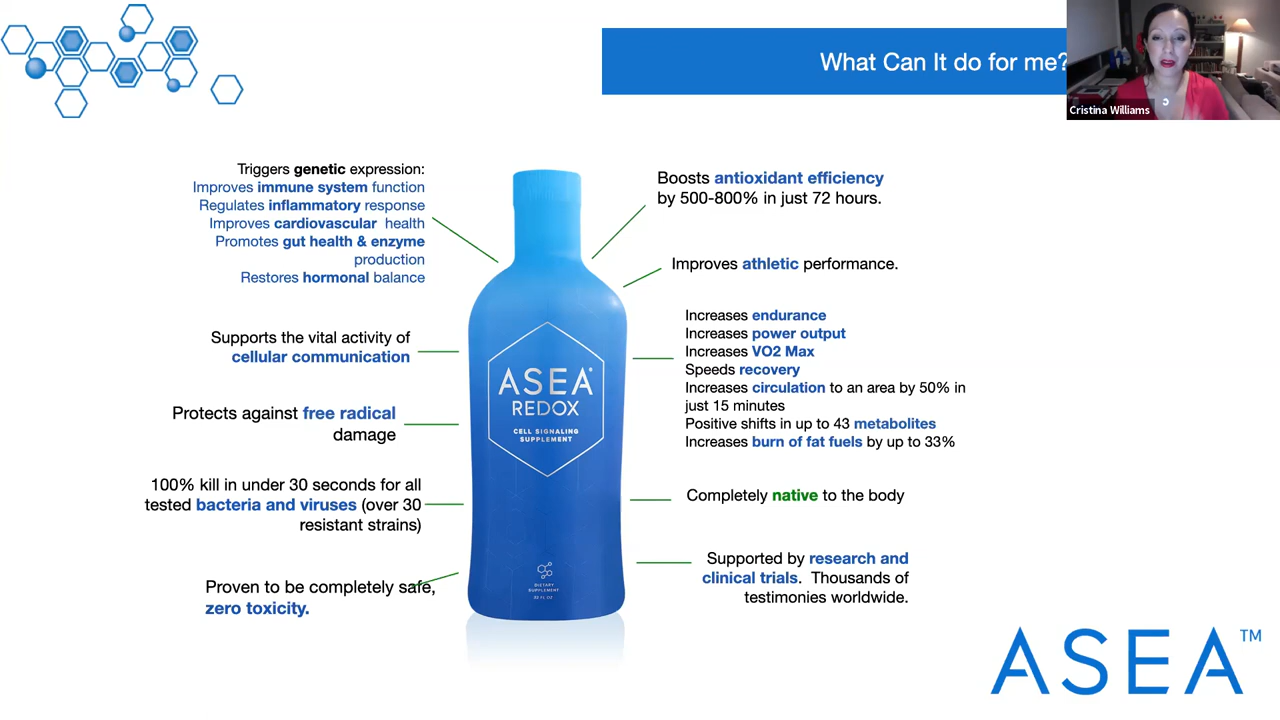 What Can It do for me?
Cristina Williams
Triggers genetic expression:
Improves immune system function
Regulates inflammatory response
Improves cardiovascular health
Promotes gut health & enzyme
production
Restores hormonal balance
Supports the vital activity of
cellular communication
Protects against free radical
damage
100% kill in under 30 seconds for all
tested bacteria and viruses (over 30
resistant strains)
Proven to be completely safe,
zero toxicity.
ASEA®
REDOX
CELL SIGNALING
SUPPLEMENT
DIETARY
SUPPLEMENT
32 FL OZ
Boosts antioxidant efficiency
by 500-800% in just 72 hours.
Improves athletic performance.
Increases endurance
Increases power output
Increases VO2 Max
Speeds recovery
Increases circulation to an area by 50% in
just 15 minutes
Positive shifts in up to 43 metabolites
Increases burn of fat fuels by up to 33%
Completely native to the body
Supported by research and
clinical trials. Thousands of
testimonies worldwide.
ASEA™